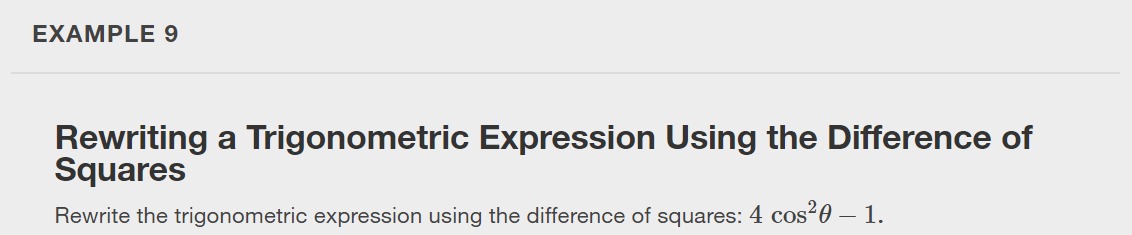 EXAMPLE 9
Rewriting a Trigonometric Expression Using the Difference of
Squares
Rewrite the trigonometric expression using the difference of squares: 4 cos²θ − 1.